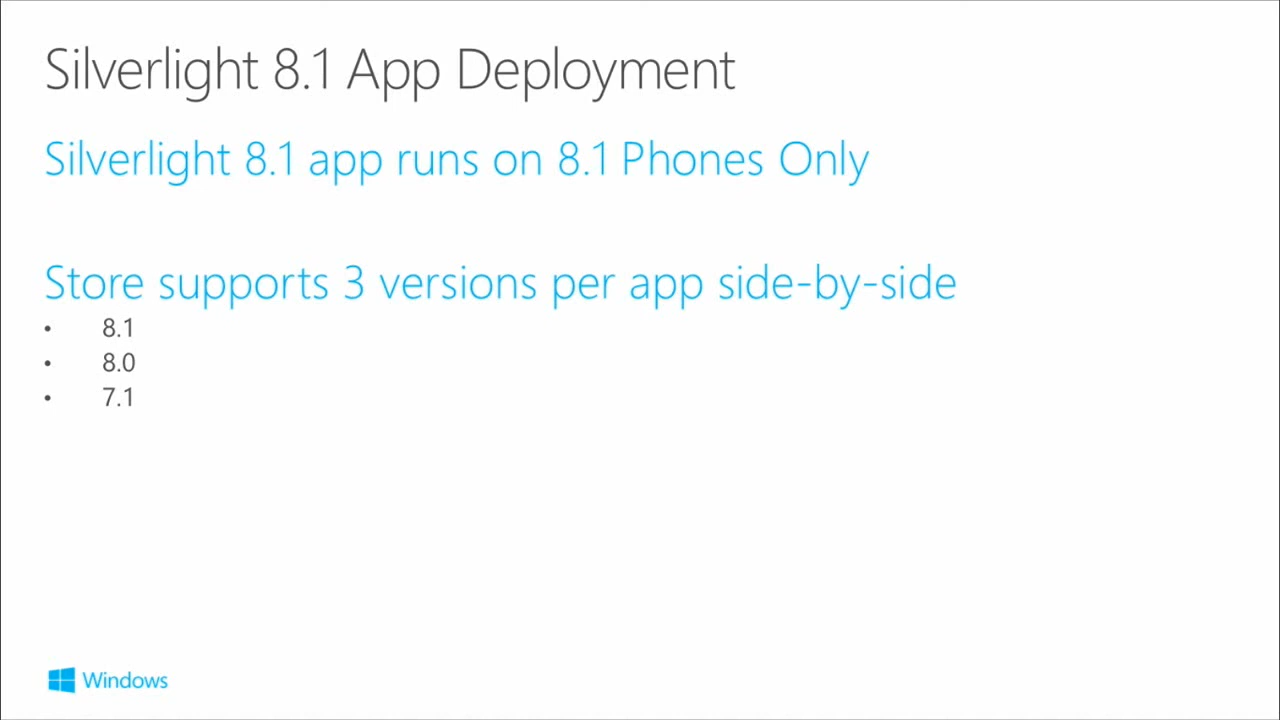 Silverlight 8.1 App Deployment
Silverlight 8.1 app runs on 8.1 Phones Only
Store supports 3 versions per app side-by-side
• 8.1
• 8.0
• 7.1
Windows